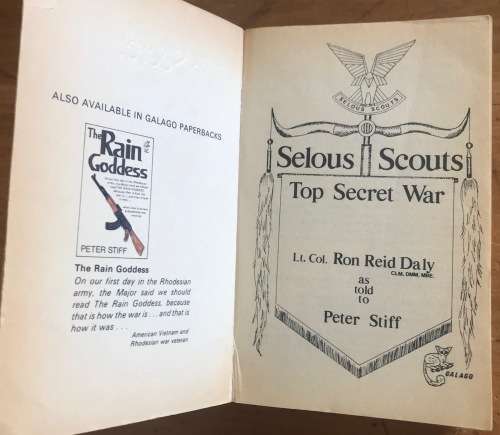 ALSO AVAILABLE IN GALAGO PAPERBACKS
The
Rain
Goddess
PETER STIFF
The Rain Goddess
On our first day in the Rhodesian
army, the Major said we should
read The Rain Goddess, because
that is how the war is . . . and that is
how it was . . .
American Vietnam and
Rhodesian war veteran
SELOUS SCOUTS
Selous Scouts
Top Secret War
Lt. Col. Ron Reid Daly
CLM, DMM, MBE.
as
told
to
Peter Stiff
GALAGO